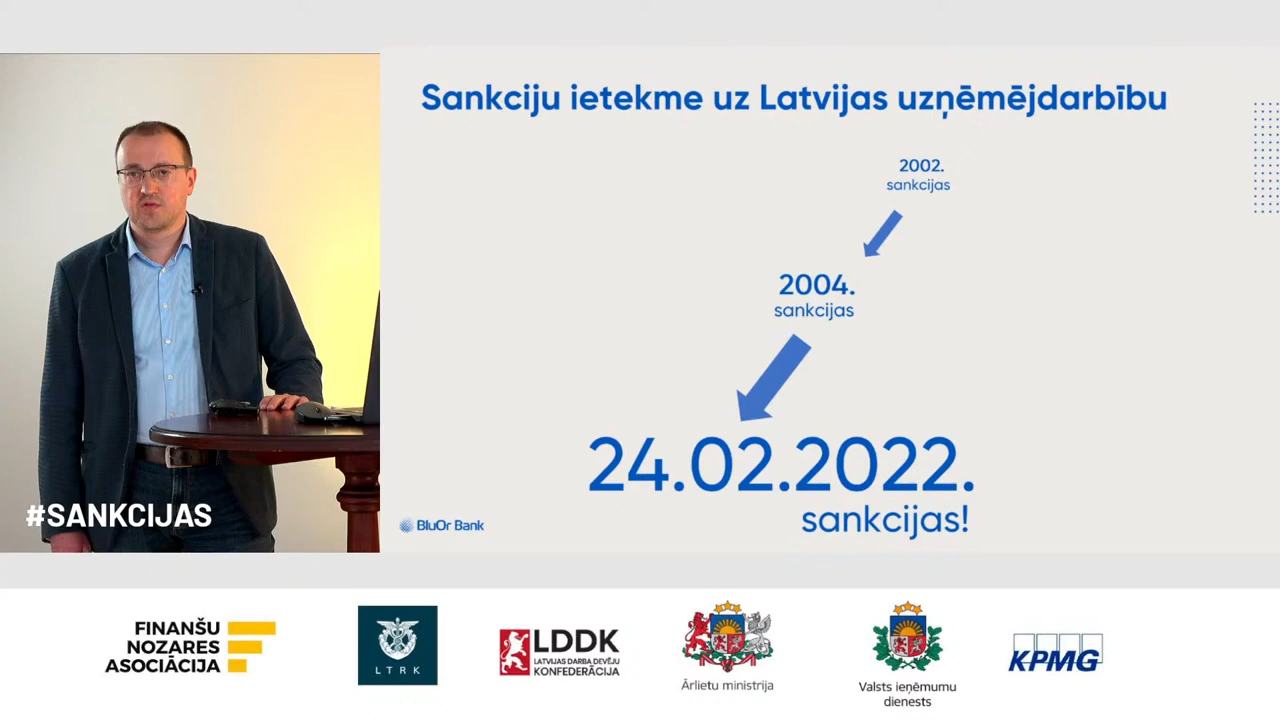 Sankciju ietekme uz Latvijas uzņēmējdarbību
2002.
sankcijas
2004.
sankcijas
24.02.2022.
sankcijas!
BluOr Bank
#SANKCIJAS
FINANŠU
NOZARES
ASOCIĀCIJA
LTRK
LDDK
LATVIJAS DARBA DEVĒJU
KONFEDERĀCIJA
Ārlietu ministrija
Valsts ieņēmumu
dienests
KPMG